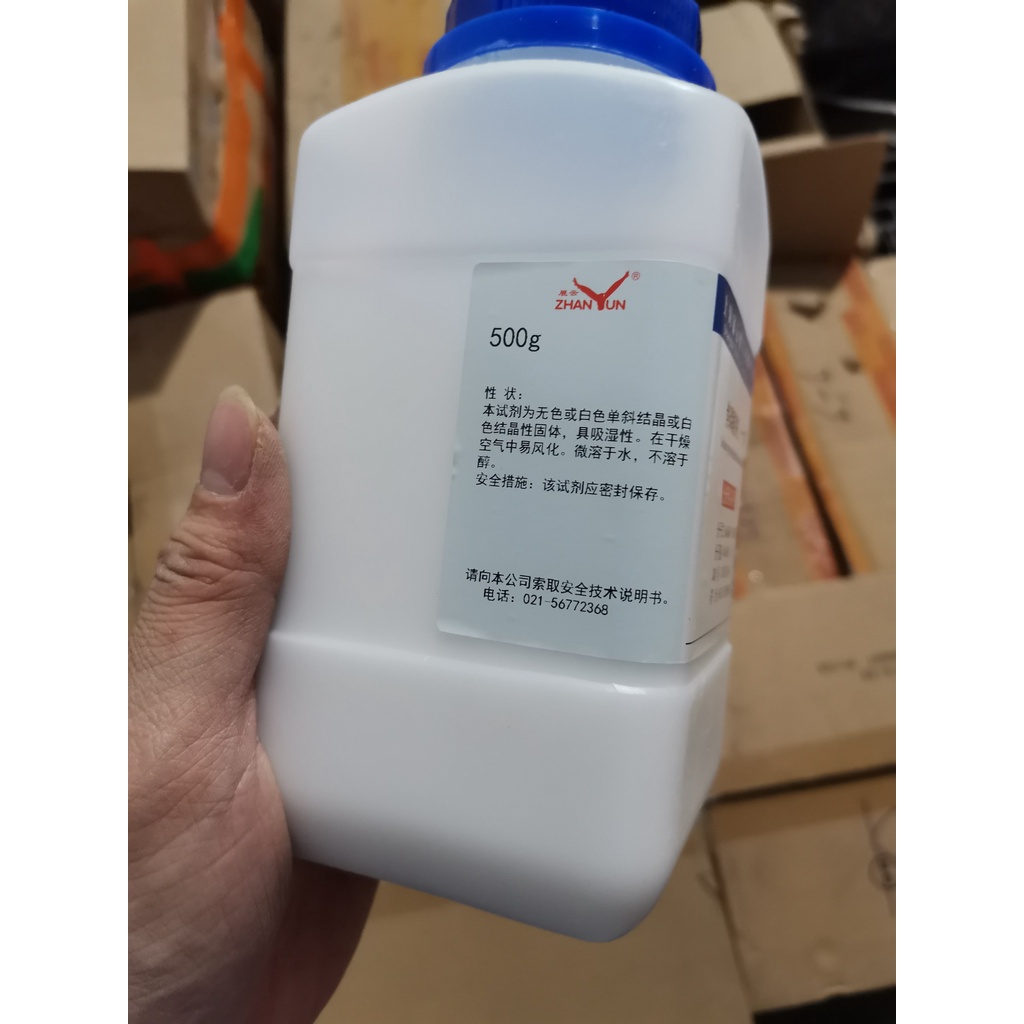 展云
ZHANYUN®
500g
性 状：
本试剂为无色或白色单斜结晶或白
色结晶性固体，具吸湿性。在干燥
空气中易风化。微溶于水，不溶于
醇。
安全措施：该试剂应密封保存。
请向本公司索取安全技术说明书。
电话：021-56772368